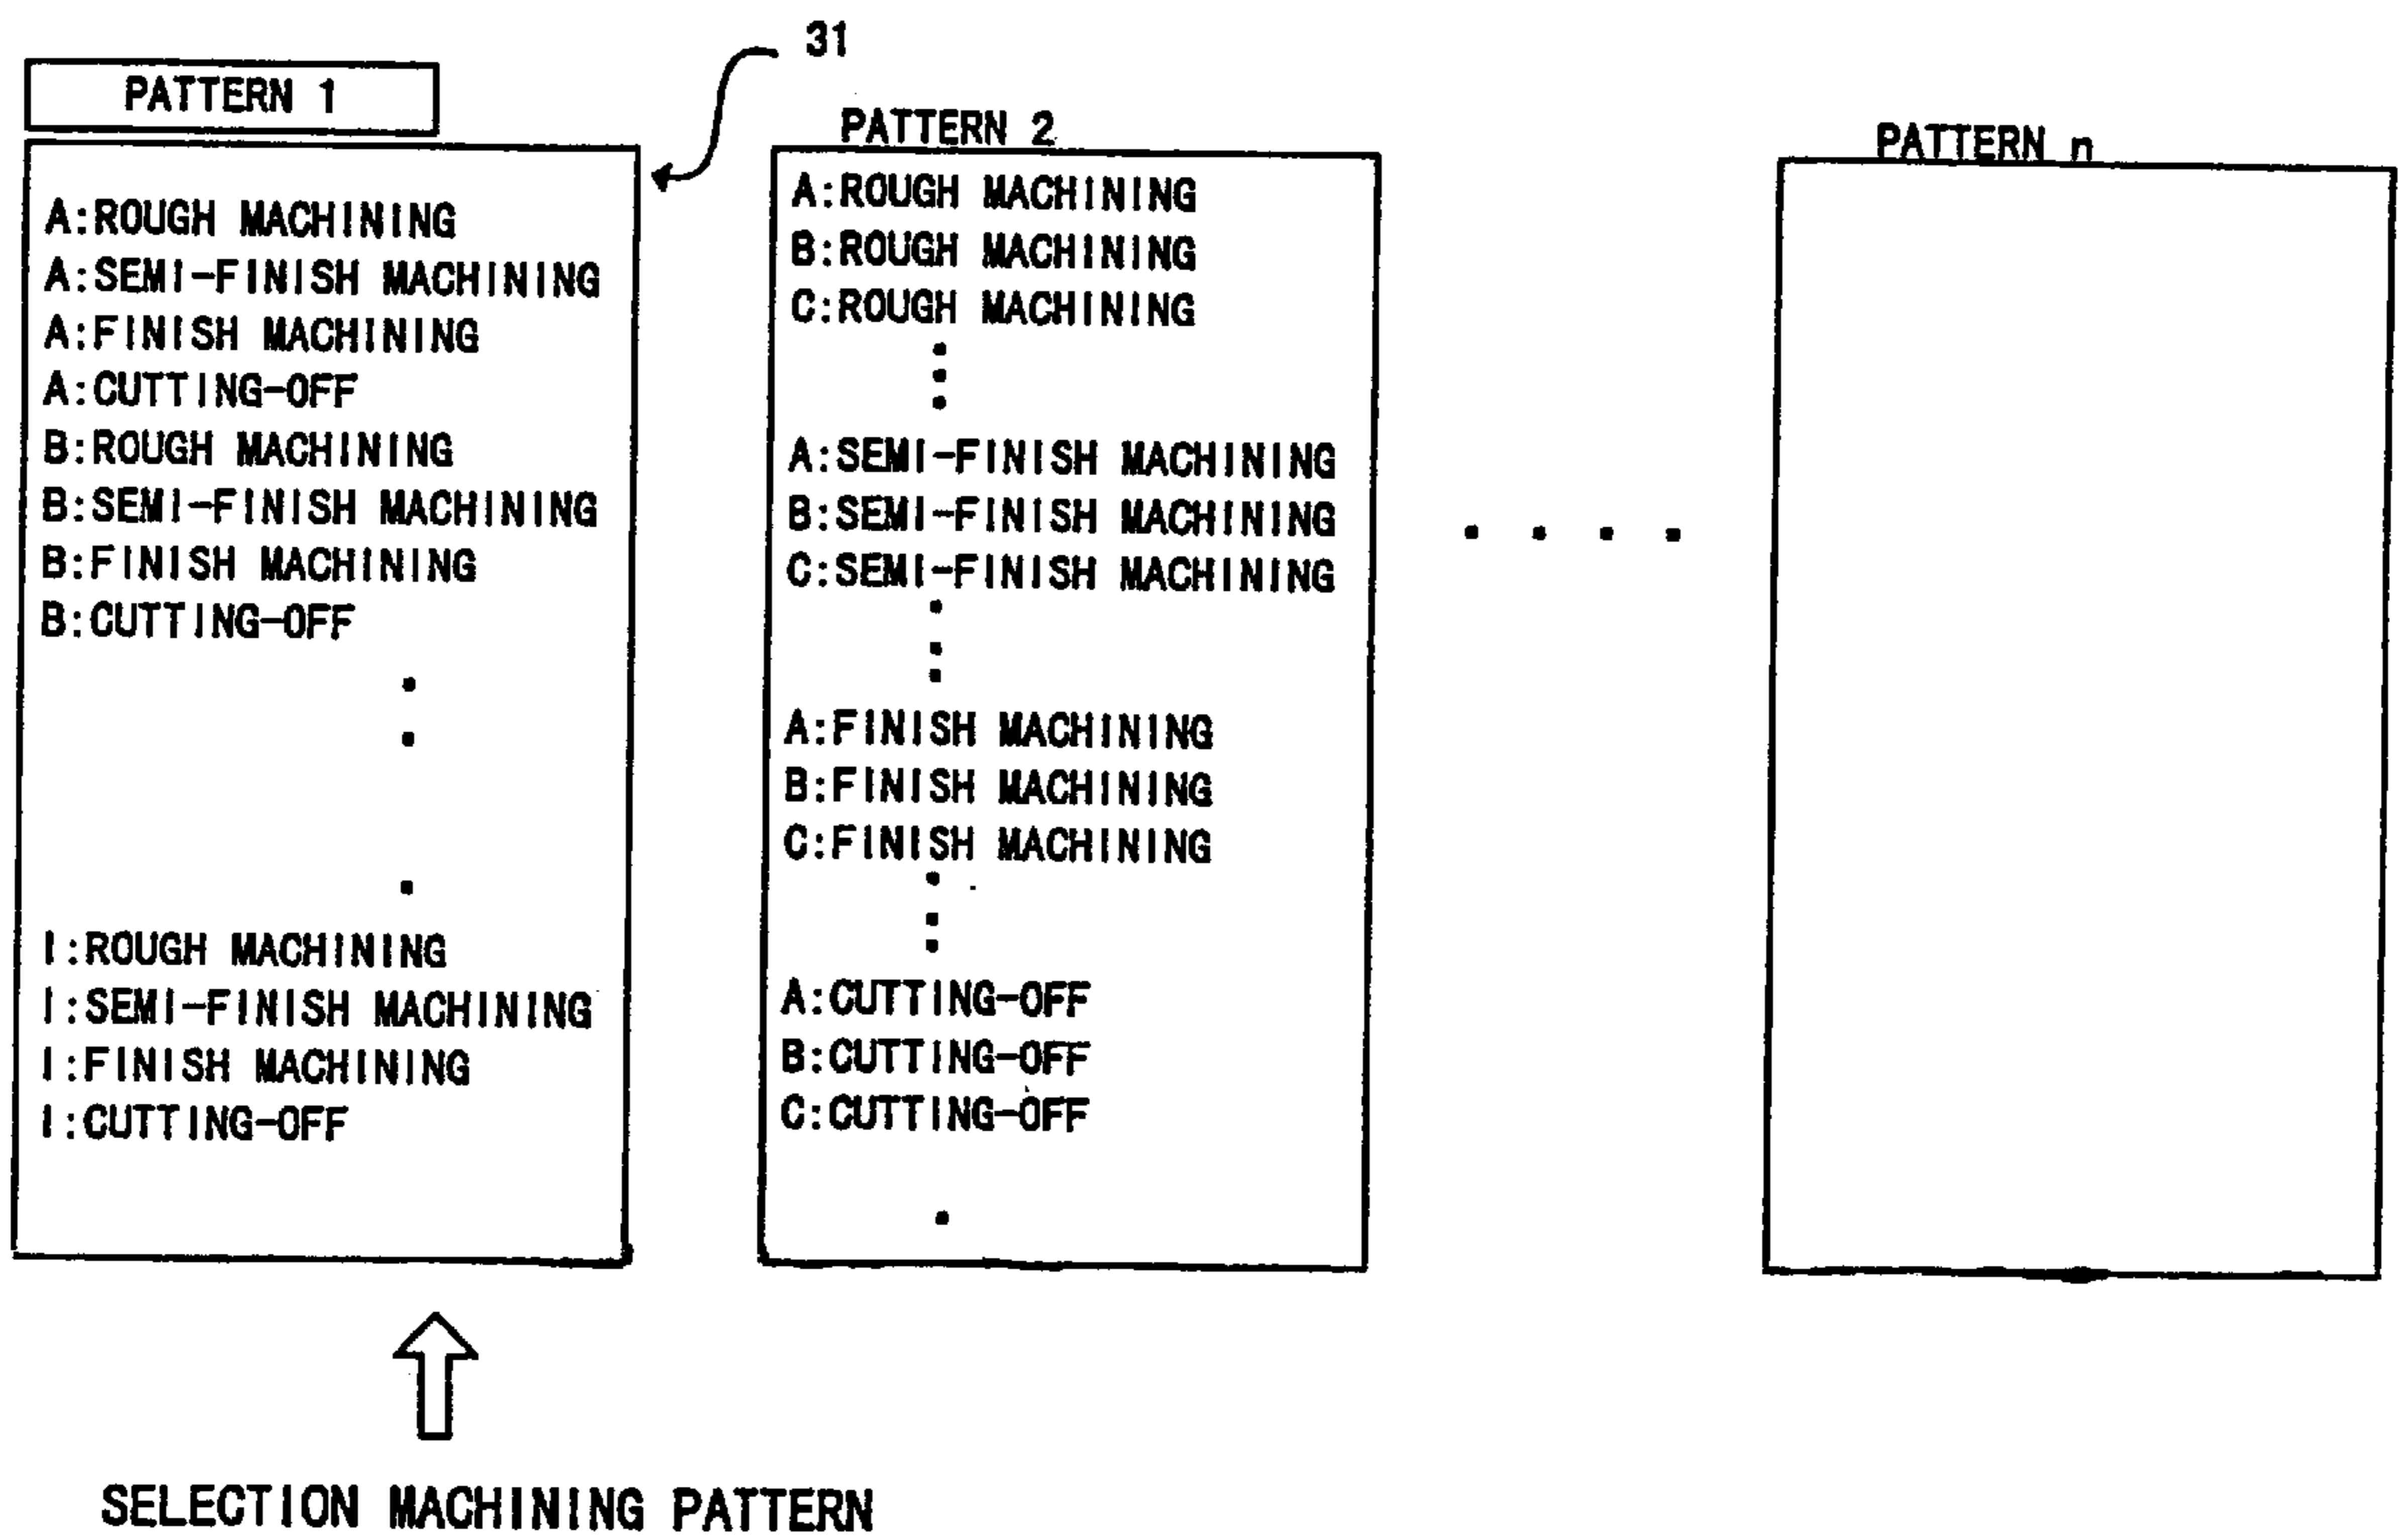 31
PATTERN 1
A:ROUGH MACHINING
A:SEMI-FINISH MACHINING
A:FINISH MACHINING
A:CUTTING-OFF
B:ROUGH MACHINING
B:SEMI-FINISH MACHINING
B:FINISH MACHINING
B:CUTTING-OFF
I:ROUGH MACHINING
I:SEMI-FINISH MACHINING
I:FINISH MACHINING
I:CUTTING-OFF
PATTERN 2
A:ROUGH MACHINING
B:ROUGH MACHINING
C:ROUGH MACHINING
A:SEMI-FINISH MACHINING
B:SEMI-FINISH MACHINING
C:SEMI-FINISH MACHINING
A:FINISH MACHINING
B:FINISH MACHINING
C:FINISH MACHINING
A:CUTTING-OFF
B:CUTTING-OFF
C:CUTTING-OFF
PATTERN n
SELECTION MACHINING PATTERN